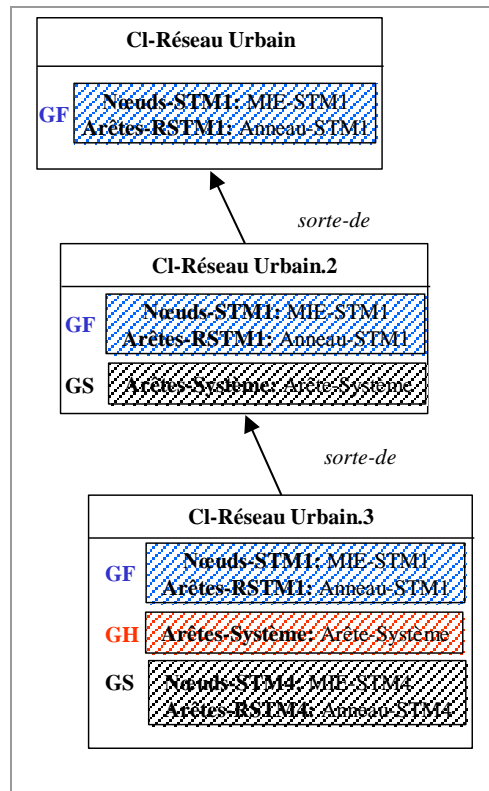 Cl-Réseau Urbain
GF
Nœuds-STM1: MIE-STM1
Arêtes-RSTM1: Anneau-STM1
sorte-de
Cl-Réseau Urbain.2
GF
Nœuds-STM1: MIE-STM1
Arêtes-RSTM1: Anneau-STM1
GS
Arêtes-Système: Arête-Système
sorte-de
Cl-Réseau Urbain.3
GF
Nœuds-STM1: MIE-STM1
Arêtes-RSTM1: Anneau-STM1
GH
Arêtes-Système: Arête-Système
GS
Nœuds-STM4: MIE-STM4
Arêtes-RSTM4: Anneau-STM4